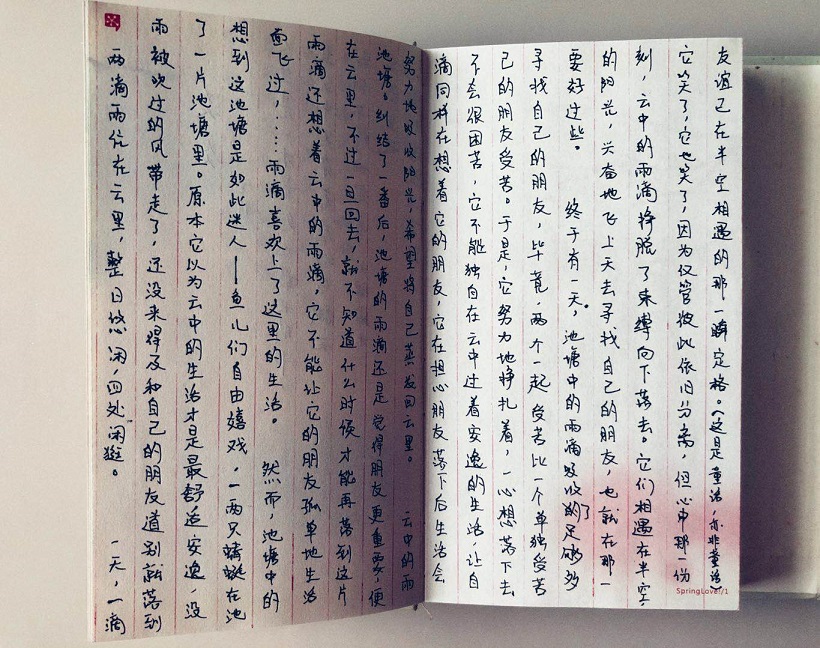 两滴雨住在云里，整日悠闲，四处闲逛。 一天，一滴
雨被吹过的风带走了，还没来得及和自己的朋友道别就落到
了一片池塘里。原本它以为云中的生活才是最舒适安逸，没
想到这池塘是如此迷人——鱼儿们自由嬉戏，一两只蜻蜓在池
面飞过，……雨滴喜欢上了这里的生活。 然而，池塘中的
雨滴还想着云中的雨滴，它不能让它的朋友孤单地生活
在云里，不过一旦回去，就不知道什么时候才能再落到这片
池塘。纠结了一番后，池塘的雨滴还是觉得朋友更重要，便
努力地吸收阳光，希望将自己蒸发回云里。 云中的雨
滴同样在想着它的朋友，它在担心朋友落下后生活会
不会很困苦，它不能独自在云中过着安逸的生活，让自
己的朋友受苦。于是，它努力地挣扎着，一心想落下去
寻找自己的朋友，毕竟，两个一起受苦比一个单独受苦
要好过些。 终于有一天，池塘中的雨滴吸收了足够多
的阳光，兴奋地飞上天去寻找自己的朋友，也就在那一
刻，云中的雨滴挣脱了束缚向下落去。它们相遇在半空，
它笑了，它也笑了，因为仅管彼此依旧分离，但心中那一份
友谊已在半空相遇的那一瞬定格。（这是童话，亦非童话）
SpringLove!/1